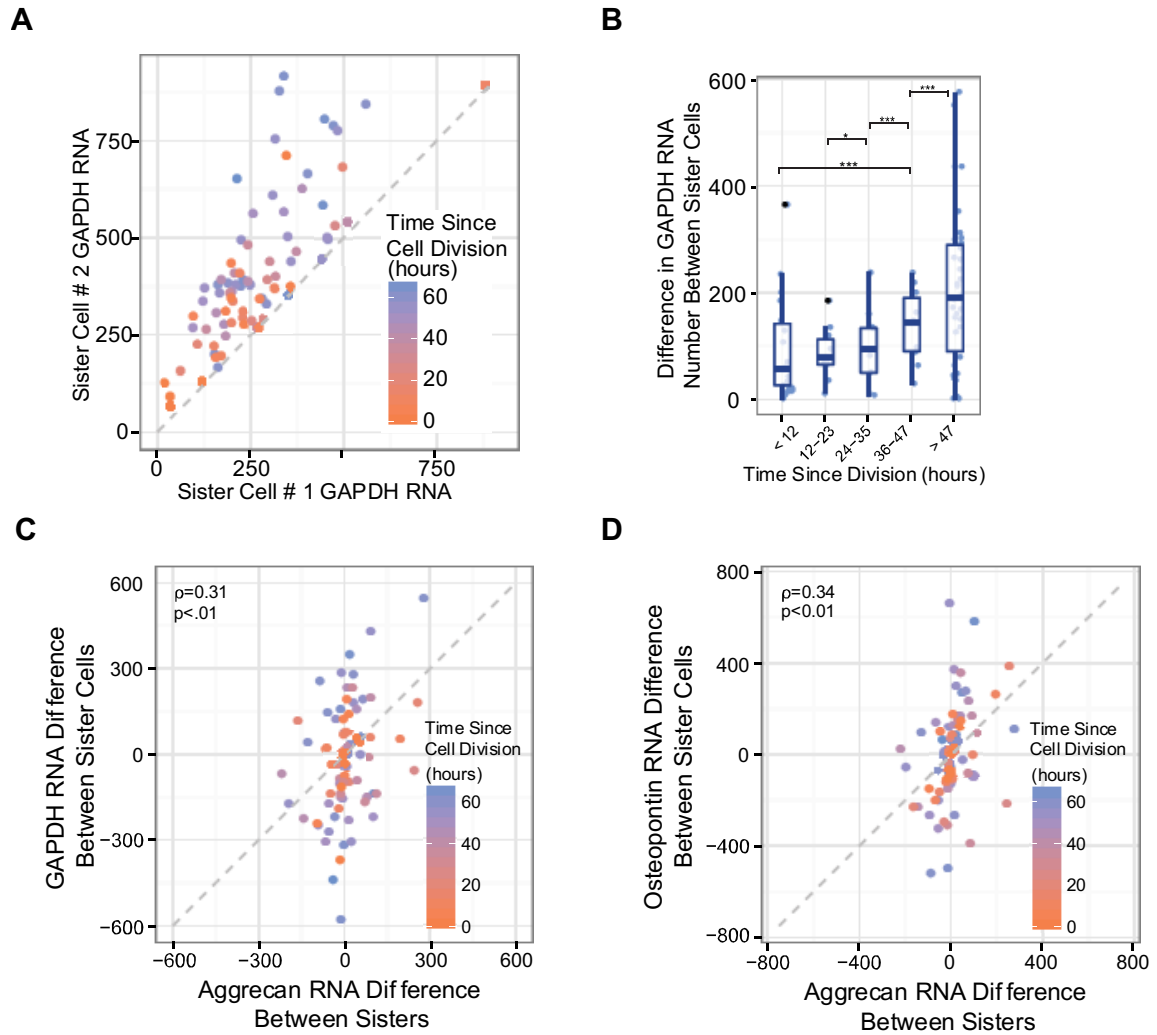 A
Sister Cell # 2 GAPDH RNA
750
500
250
0
0
250
750
Sister Cell # 1 GAPDH RNA
Time Since
Cell Division
(hours)
60
40
20
0
B
Difference in GAPDH RNA
Number Between Sister Cells
600
400
200
0
***
***
*
***
< 12
12−23
24−35
36−47
> 47
Time Since Division (hours)
C
GAPDH RNA Difference
Between Sister Cells
600
300
0
−300
−600
ρ=0.31
p<.01
Time Since
Cell Division
(hours)
60
40
20
0
−600
−300
0
300
600
Aggrecan RNA Difference
Between Sisters
D
Osteopontin RNA Difference
Between Sister Cells
800
400
0
−400
−800
ρ=0.34
p<0.01
Time Since
Cell Division
(hours)
60
40
20
0
−800
−400
0
400
800
Aggrecan RNA Difference
Between Sisters